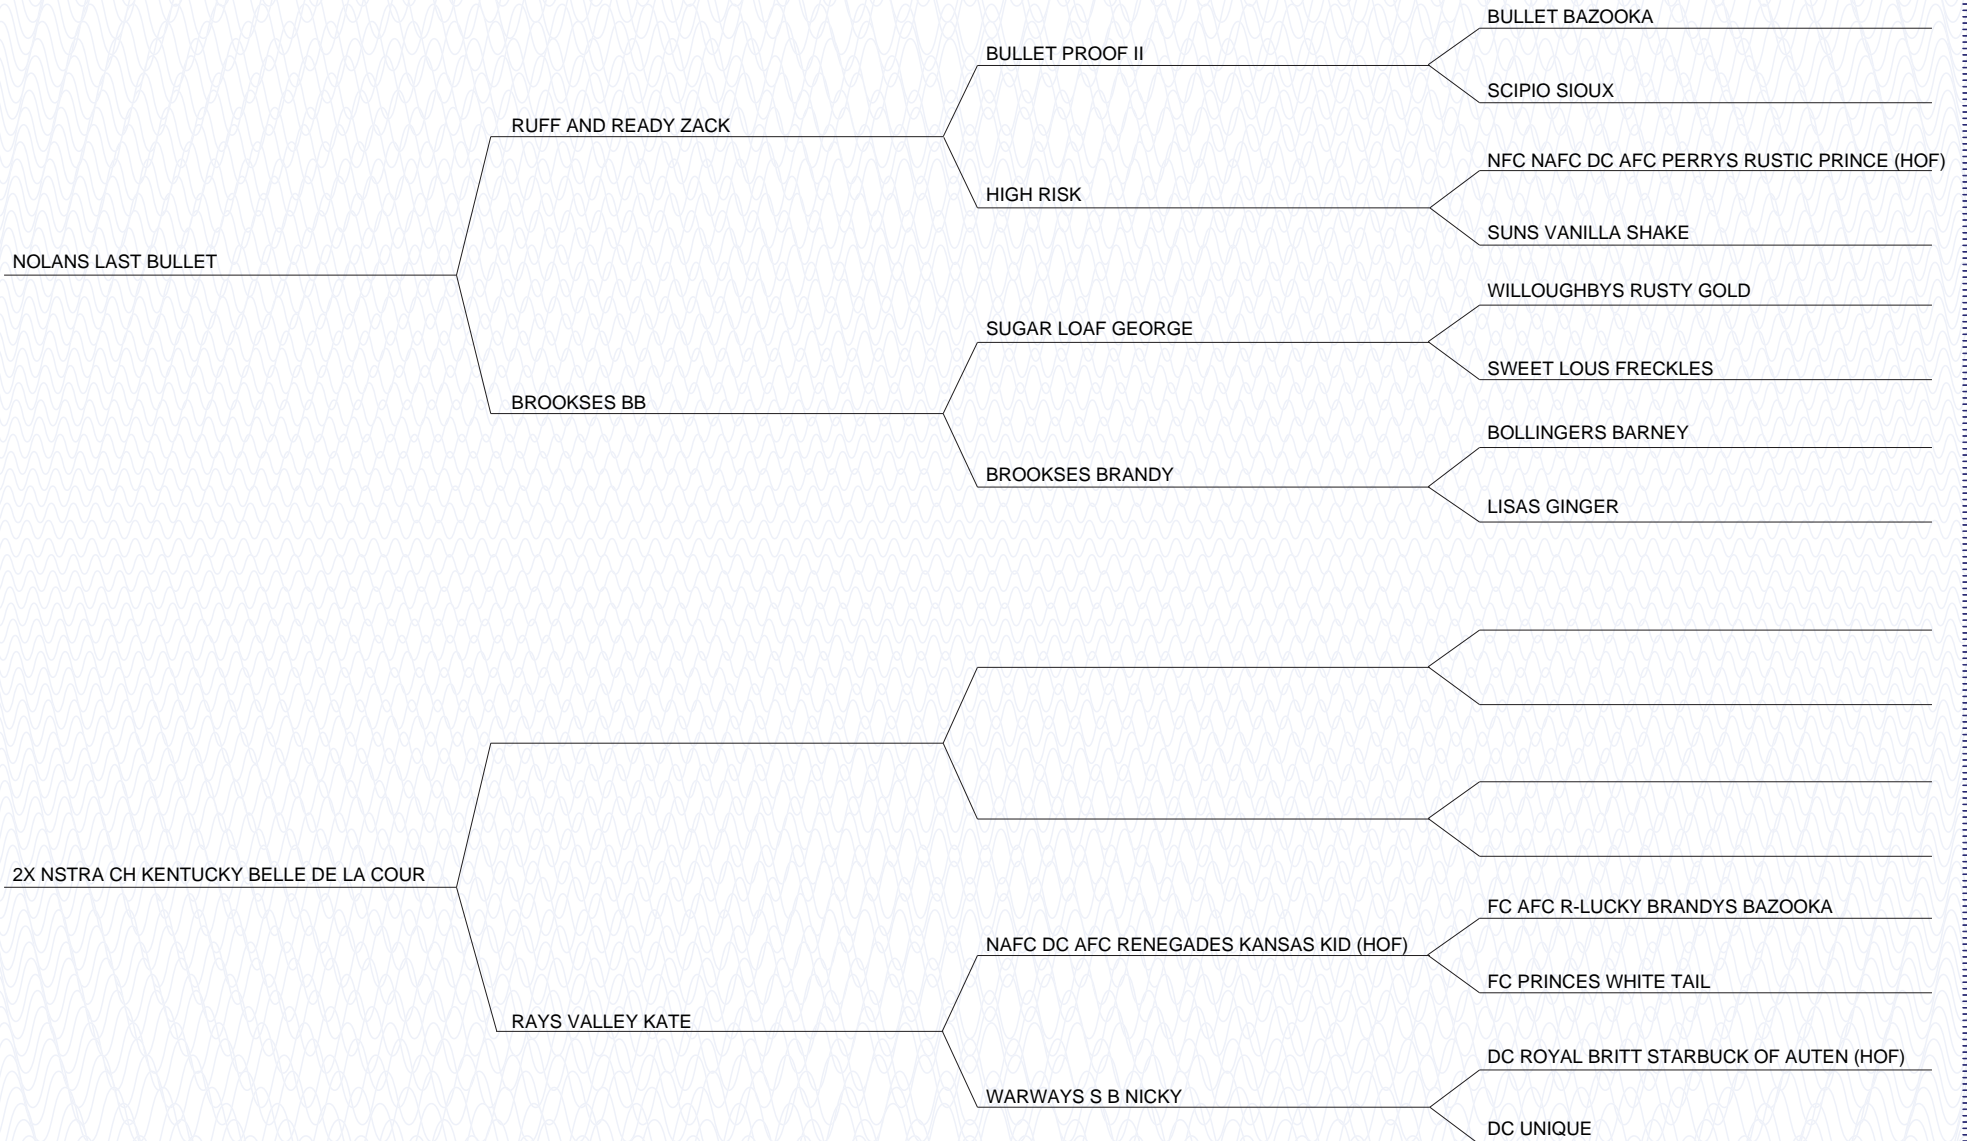 BULLET BAZOOKA
BULLET PROOF II
SCIPIO SIOUX
RUFF AND READY ZACK
NFC NAFC DC AFC PERRYS RUSTIC PRINCE (HOF)
HIGH RISK
SUNS VANILLA SHAKE
NOLANS LAST BULLET
WILLOUGHBYS RUSTY GOLD
SUGAR LOAF GEORGE
SWEET LOUS FRECKLES
BROOKSES BB
BOLLINGERS BARNEY
BROOKSES BRANDY
LISAS GINGER
2X NSTRA CH KENTUCKY BELLE DE LA COUR
FC AFC R-LUCKY BRANDYS BAZOOKA
NAFC DC AFC RENEGADES KANSAS KID (HOF)
FC PRINCES WHITE TAIL
RAYS VALLEY KATE
DC ROYAL BRITT STARBUCK OF AUTEN (HOF)
WARWAYS S B NICKY
DC UNIQUE